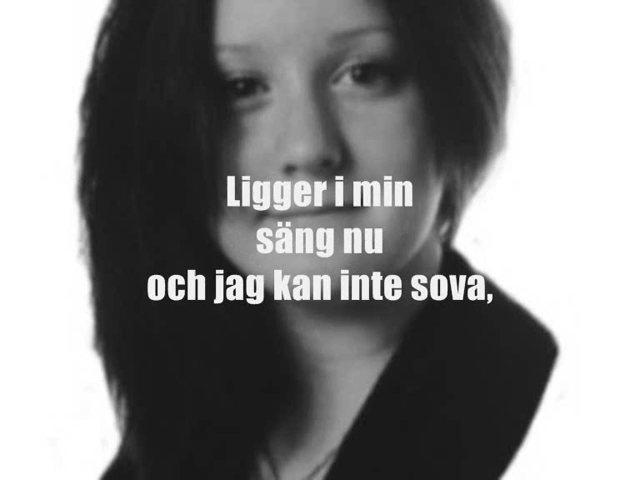 Ligger i min
säng nu
och jag kan inte sova,